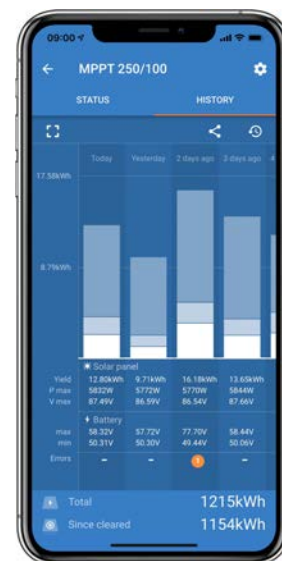 09:00
MPPT 250/100
STATUS HISTORY
Today Yesterday 2 days ago 3 days ago 4
17.58kWh
8.79kWh
Solar panel
Yield 12.80kWh 9.71kWh 16.18kWh 13.65kWh
P max 5832W 5772W 5770W 5844W
V max 87.49V 86.59V 86.54V 87.66V
Battery
max 58.32V 57.72V 77.70V 58.44V
min 50.31V 50.30V 49.44V 50.06V
Errors - - 1 -
Total 1215kWh
Since cleared 1154kWh